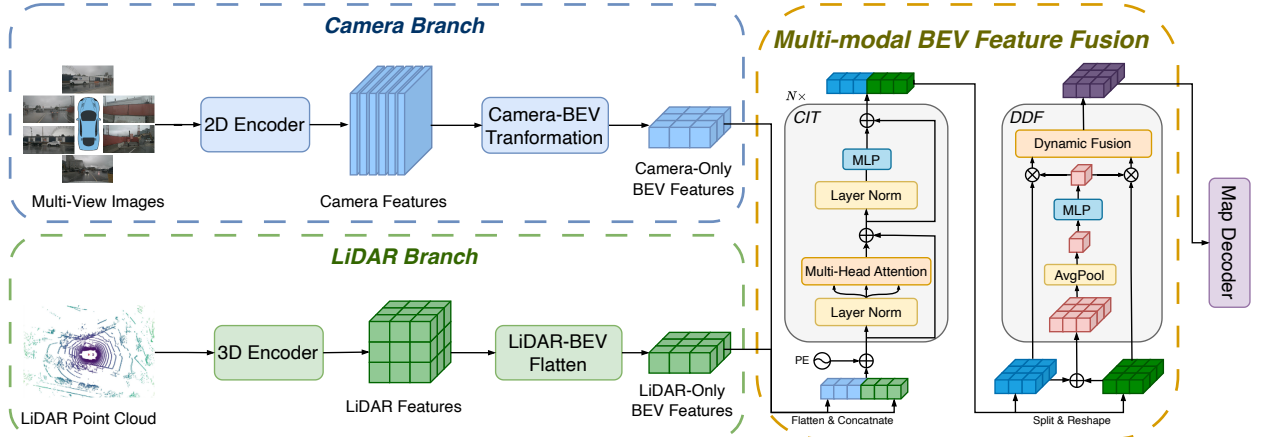 Camera Branch
2D Encoder
Camera-BEV
Tranformation
Multi-View Images
Camera Features
Camera-Only
BEV Features
LiDAR Branch
3D Encoder
LiDAR-BEV
Flatten
LiDAR Point Cloud
LiDAR Features
LiDAR-Only
BEV Features
Multi-modal BEV Feature Fusion
N×
CIT
MLP
Layer Norm
Multi-Head Attention
Layer Norm
PE
Flatten & Concatnate
DDF
Dynamic Fusion
MLP
AvgPool
Split & Reshape
Map Decoder